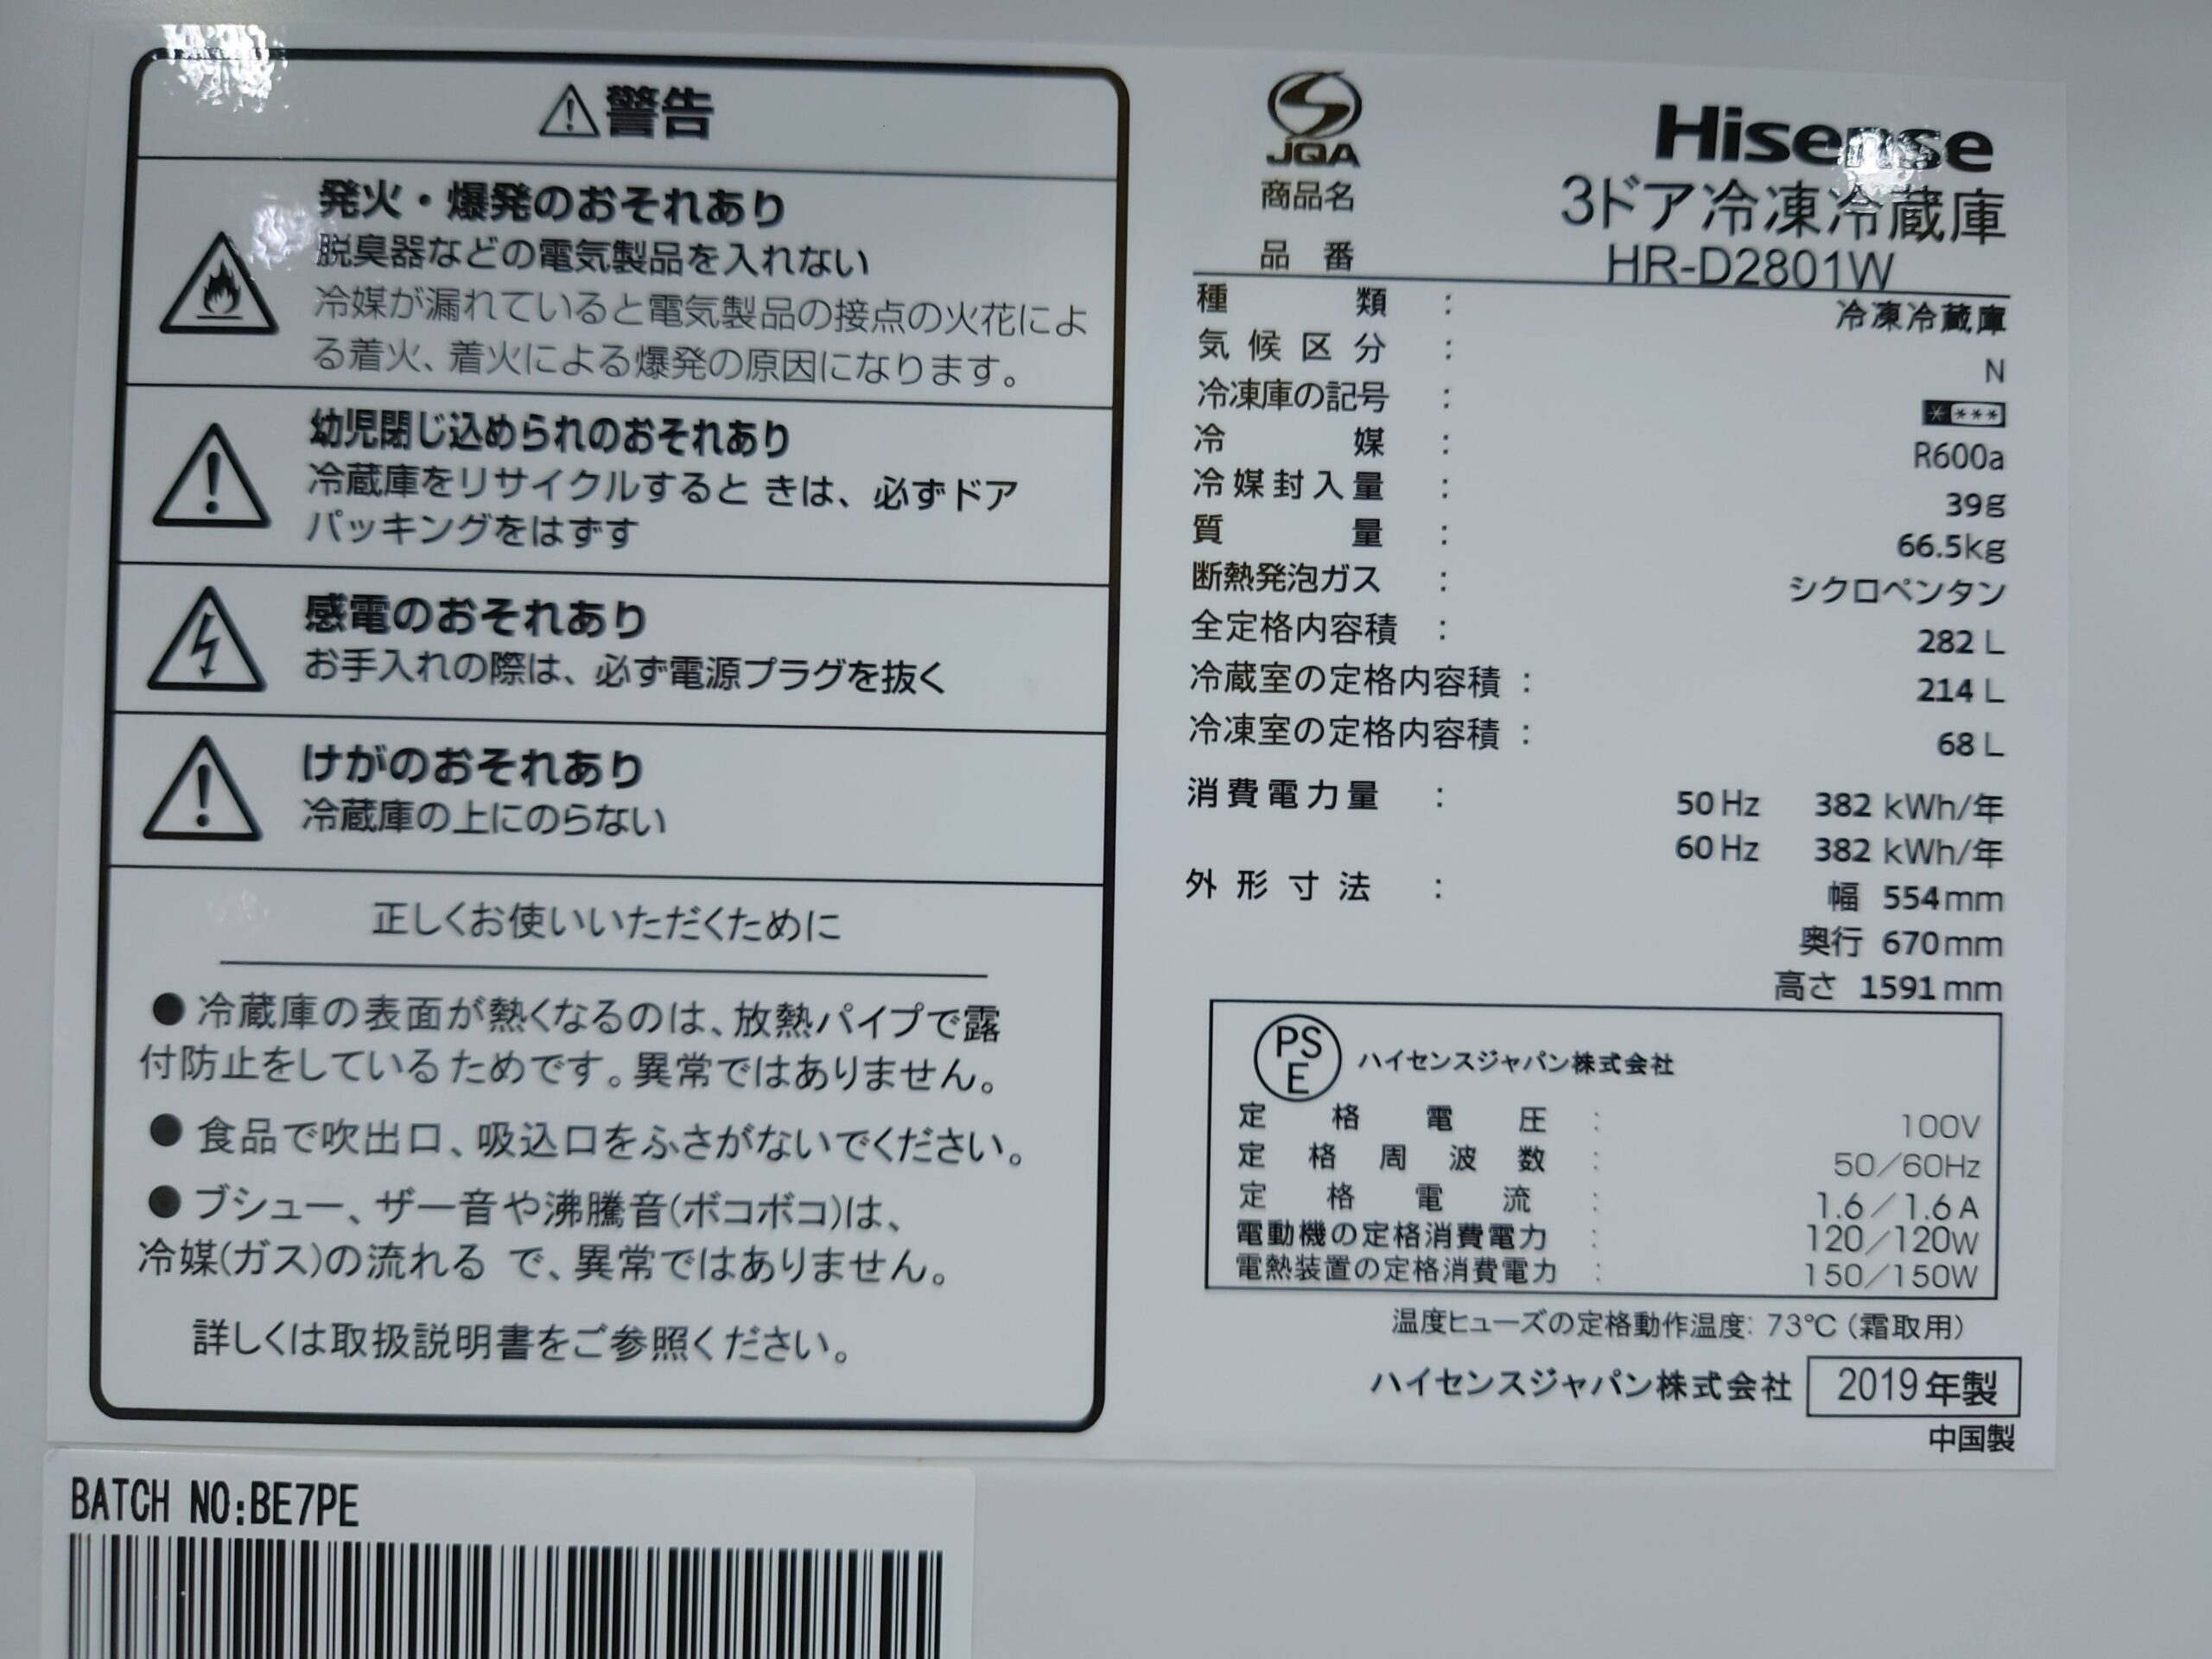 ⚠警告
発火・爆発のおそれあり
脱臭器などの電気製品を入れない
冷媒が漏れていると電気製品の接点の火花によ
る着火、着火による爆発の原因になります。
幼児閉じ込められのおそれあり
冷蔵庫をリサイクルすると きは、必ずドア
パッキングをはずす
感電のおそれあり
お手入れの際は、必ず電源プラグを抜く
けがのおそれあり
冷蔵庫の上にのらない
正しくお使いいただくために
●冷蔵庫の表面が熱くなるのは、放熱パイプで露
付防止をしているためです。異常ではありません。
●食品で吹出口、吸込口をふさがないでください。
●ブシュー、ザー音や沸騰音(ボコボコ)は、
冷媒(ガス)の流れる で、異常ではありません。
詳しくは取扱説明書をご参照ください。
JQA
Hisense
商品名 3ドア冷凍冷蔵庫
品番 HR-D2801W
種類 : 冷凍冷蔵庫
気候区分 : N
冷凍庫の記号 : * ***
冷媒 : R600a
冷媒封入量 : 39g
質量 : 66.5kg
断熱発泡ガス : シクロペンタン
全定格内容積 : 282 L
冷蔵室の定格内容積 : 214 L
冷凍室の定格内容積 : 68 L
消費電力量 : 50Hz 382 kWh/年
60Hz 382 kWh/年
外形寸法 : 幅 554mm
奥行 670mm
高さ 1591mm
PS
E
ハイセンスジャパン株式会社
定格電圧 : 100V
定格周波数 : 50/60Hz
定格電流 : 1.6/1.6A
電動機の定格消費電力 : 120/120W
電熱装置の定格消費電力 : 150/150W
温度ヒューズの定格動作温度: 73℃(霜取用)
ハイセンスジャパン株式会社 2019年製
中国製
BATCH NO:BE7PE